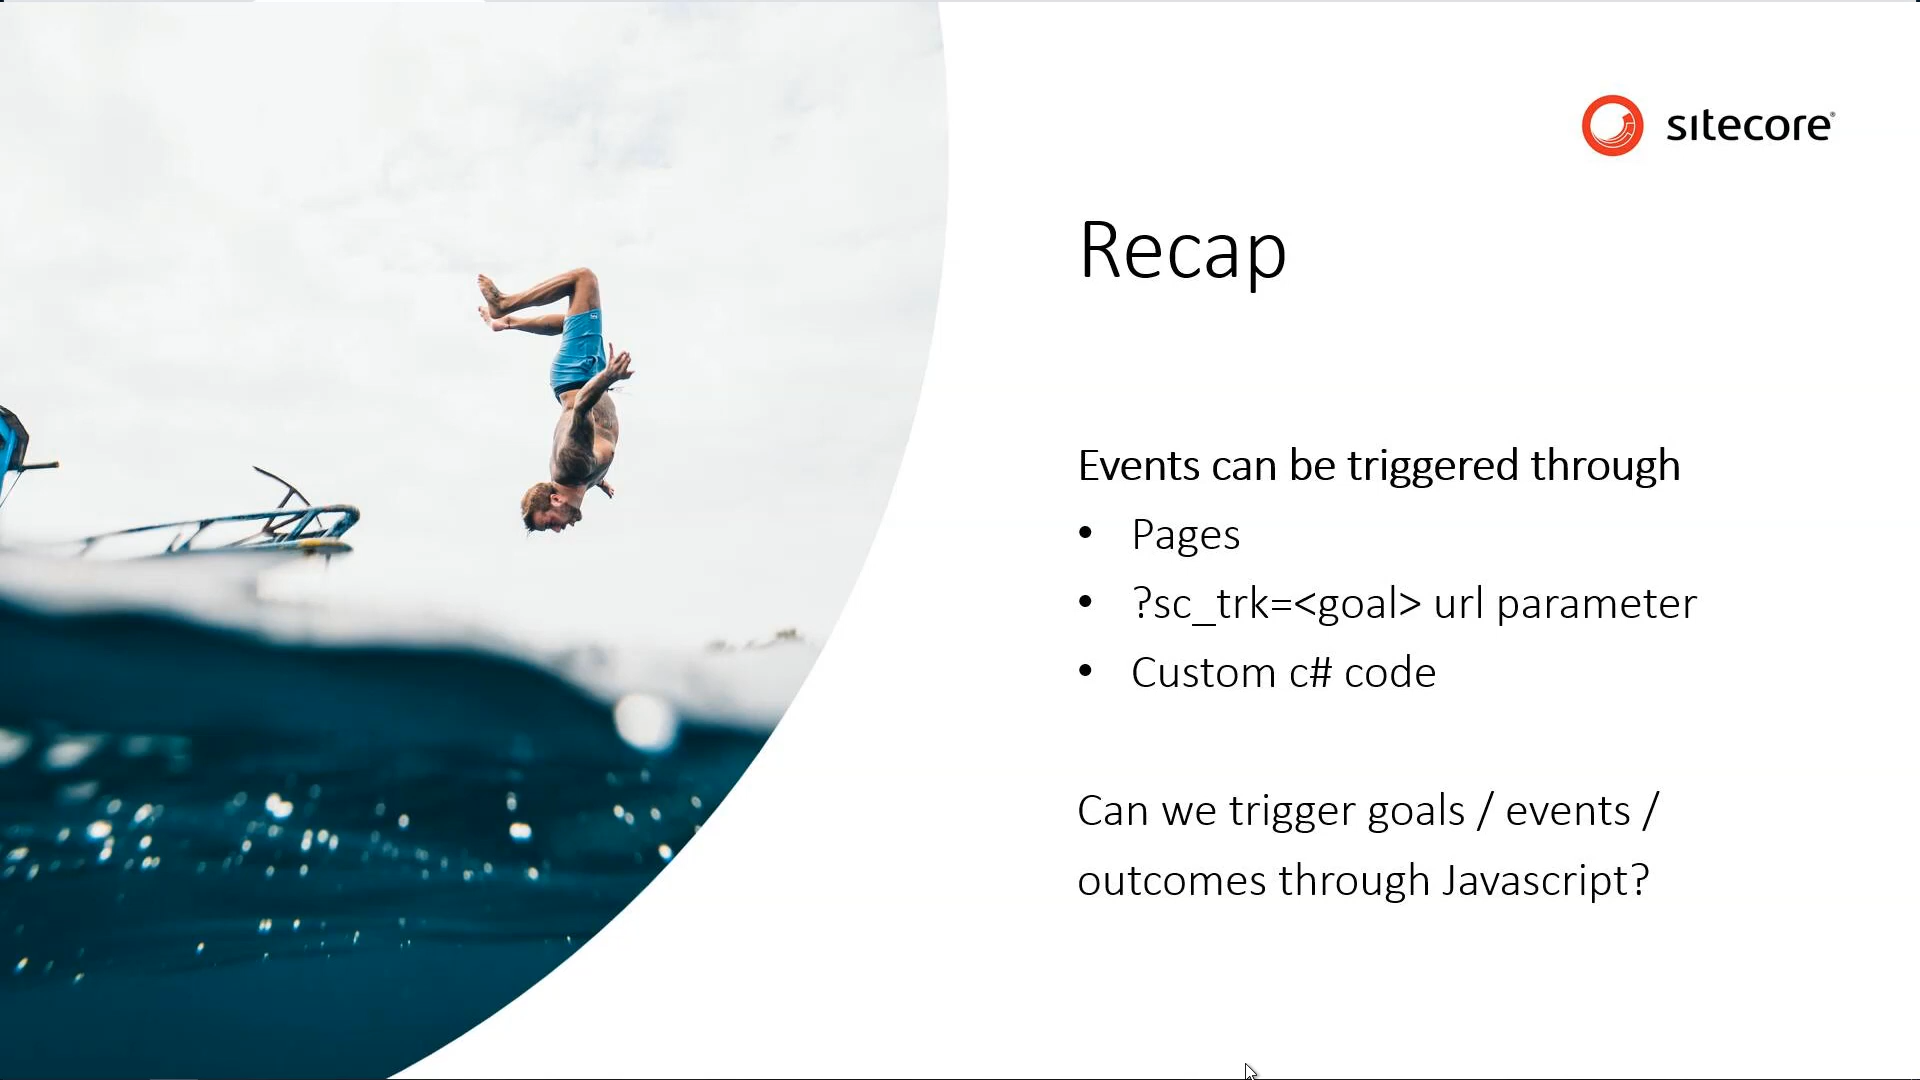 sitecore®
Recap
Events can be triggered through
• Pages
• ?sc_trk=<goal> url parameter
• Custom c# code
Can we trigger goals / events /
outcomes through Javascript?